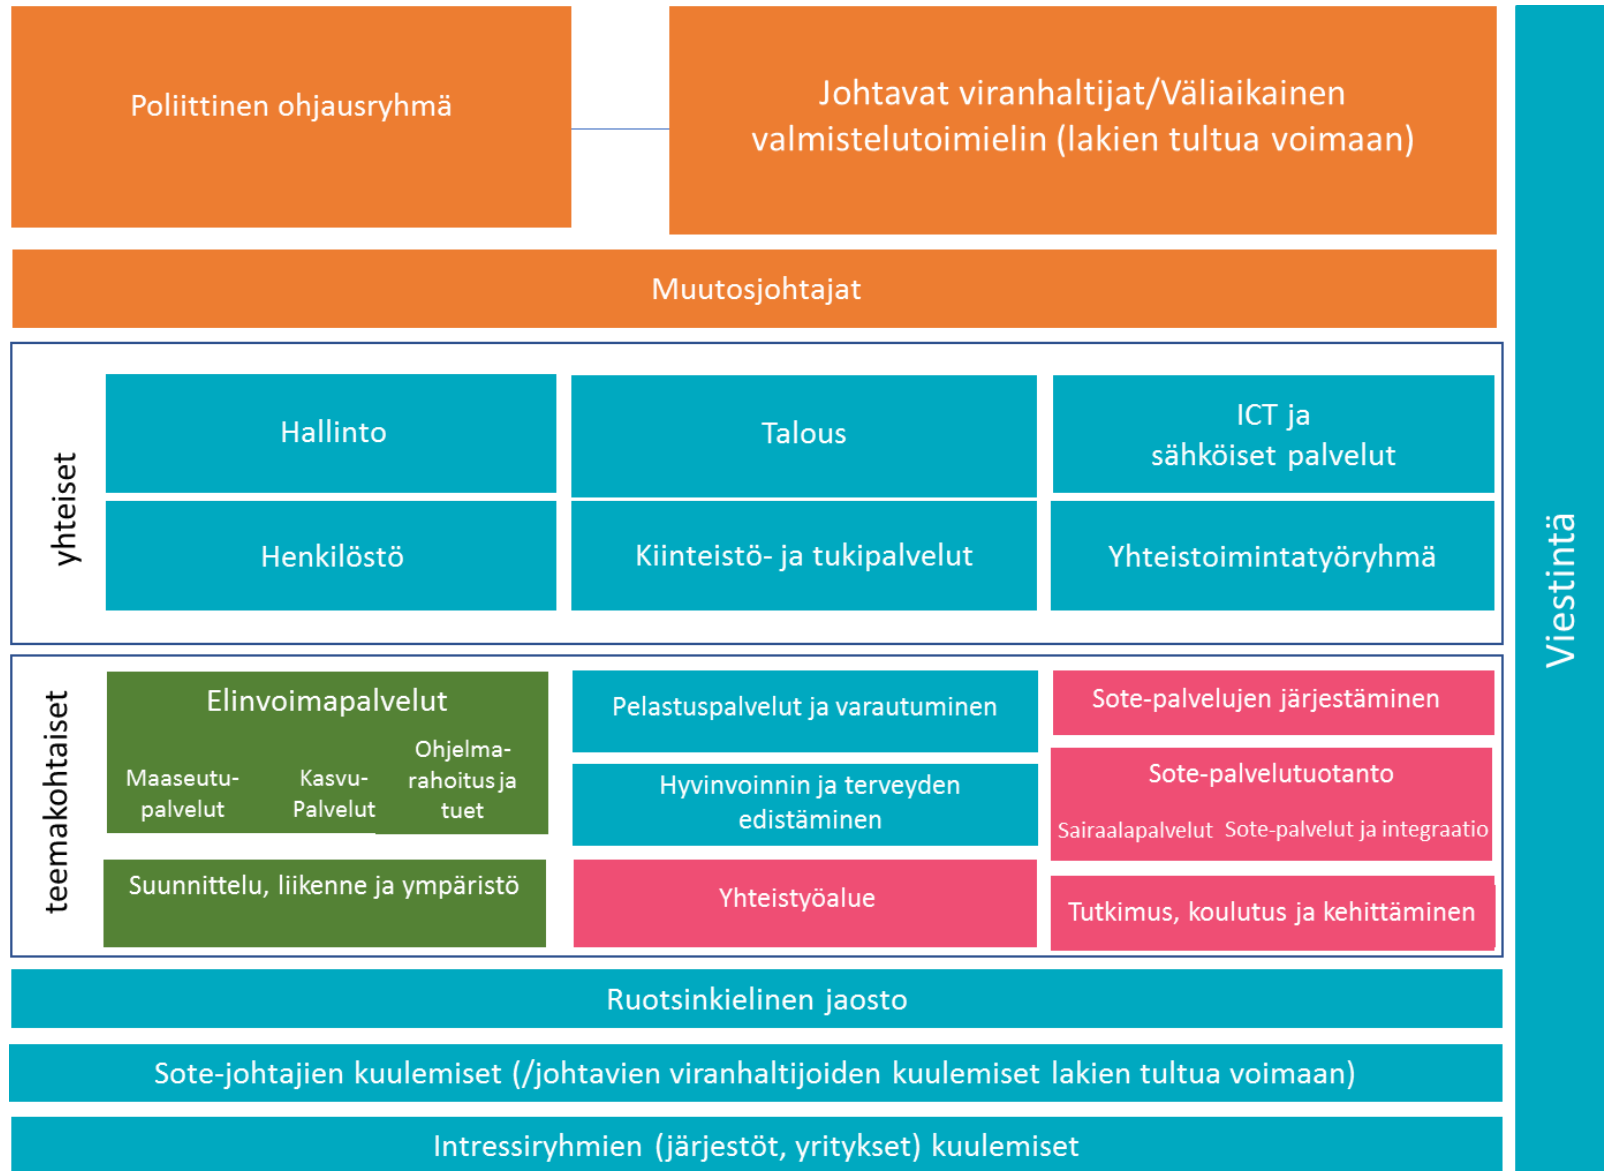 Poliittinen ohjausryhmä
Johtavat viranhaltijat/Väliaikainen
valmistelutoimielin (lakien tultua voimaan)
Muutosjohtajat
yhteiset
Hallinto
Talous
ICT ja
sähköiset palvelut
Henkilöstö
Kiinteistö- ja tukipalvelut
Yhteistoimintatyöryhmä
teemakohtaiset
Elinvoimapalvelut
Maaseutu-
palvelut
Kasvu-
Palvelut
Ohjelma-
rahoitus ja
tuet
Suunnittelu, liikenne ja ympäristö
Pelastuspalvelut ja varautuminen
Hyvinvoinnin ja terveyden
edistäminen
Yhteistyöalue
Sote-palvelujen järjestäminen
Sote-palvelutuotanto
Sairaalapalvelut
Sote-palvelut ja integraatio
Tutkimus, koulutus ja kehittäminen
Ruotsinkielinen jaosto
Sote-johtajien kuulemiset (/johtavien viranhaltijoiden kuulemiset lakien tultua voimaan)
Intressiryhmien (järjestöt, yritykset) kuulemiset
Viestintä